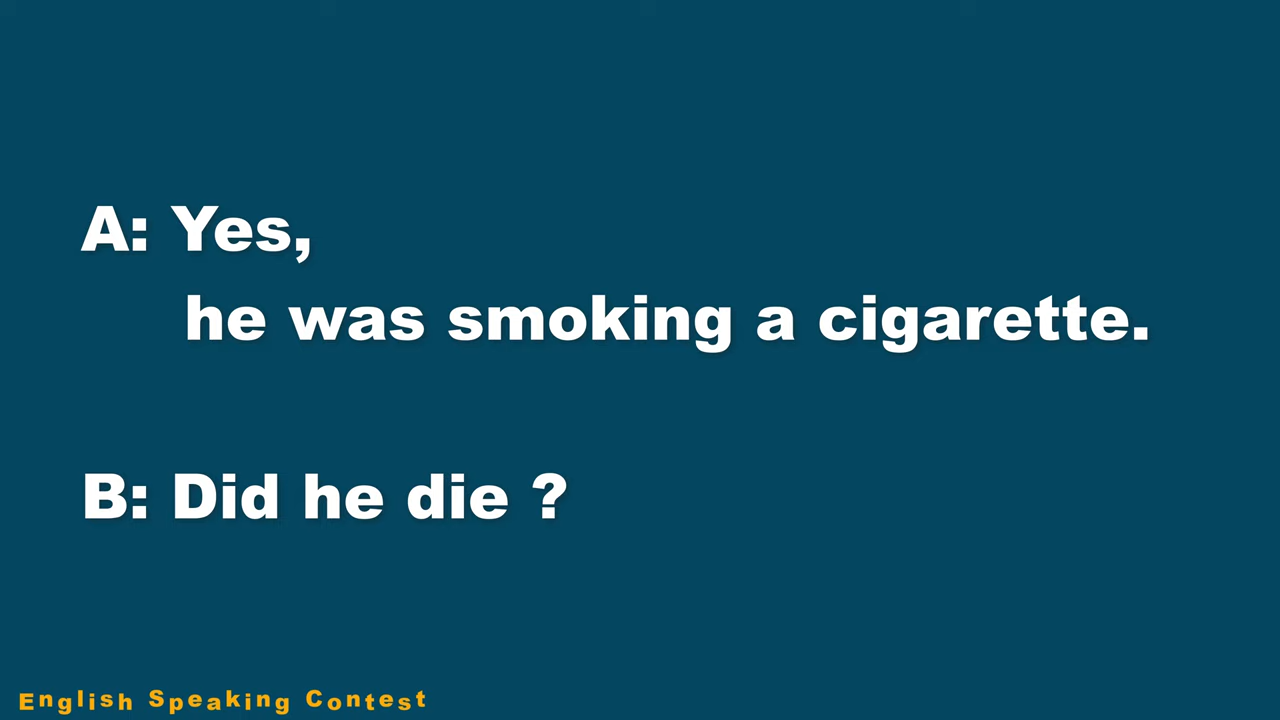 A: Yes,
he was smoking a cigarette.
B: Did he die ?
English Speaking Contest